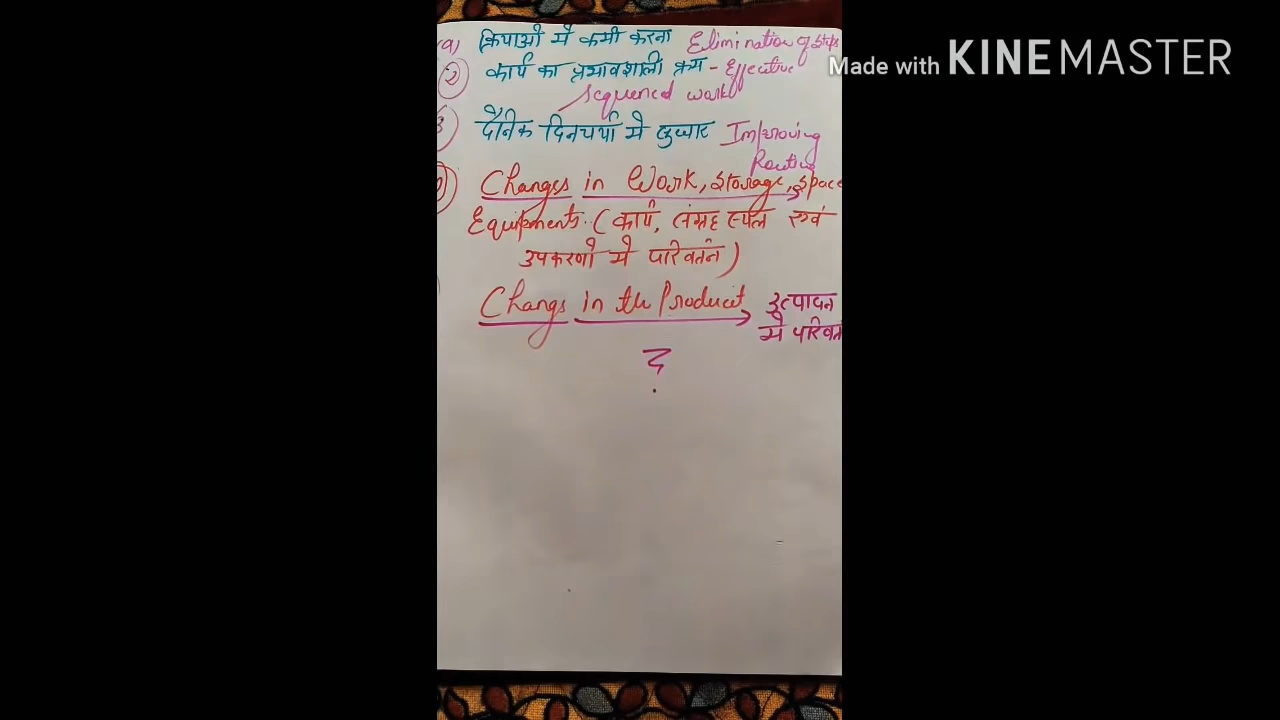 (a) क्रियाओ मे कमी करना Elimination of Steps
(2) कार्य का प्रभावशाली क्रम - Effective
Sequenced work
3) दैनिक दिनचर्या मे सुधार Improving
Routine
Changes in Work, Storage, Space
Equipments. (कार्य, संग्रह स्थल एवं
उपकरणो मे परिवर्तन)
Changs in the Product उत्पादन
मे परिवर्त
Made with KINEMASTER